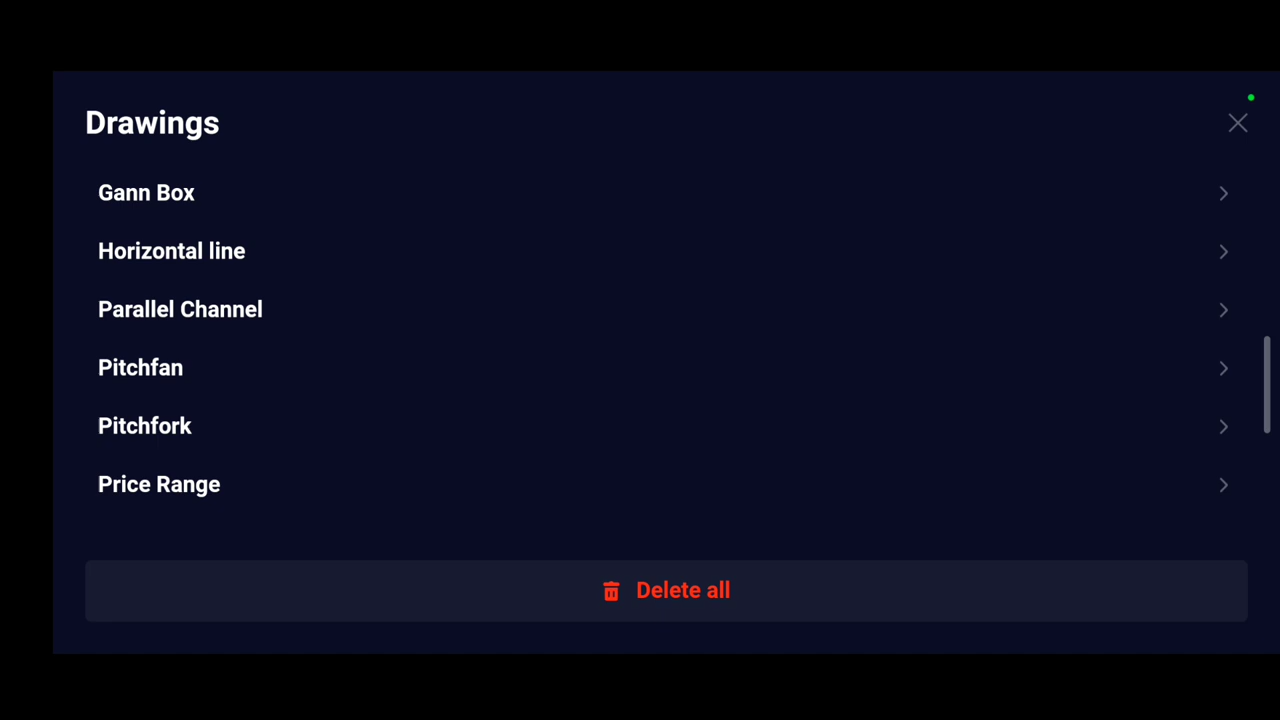 Drawings
Gann Box
Horizontal line
Parallel Channel
Pitchfan
Pitchfork
Price Range
Delete all